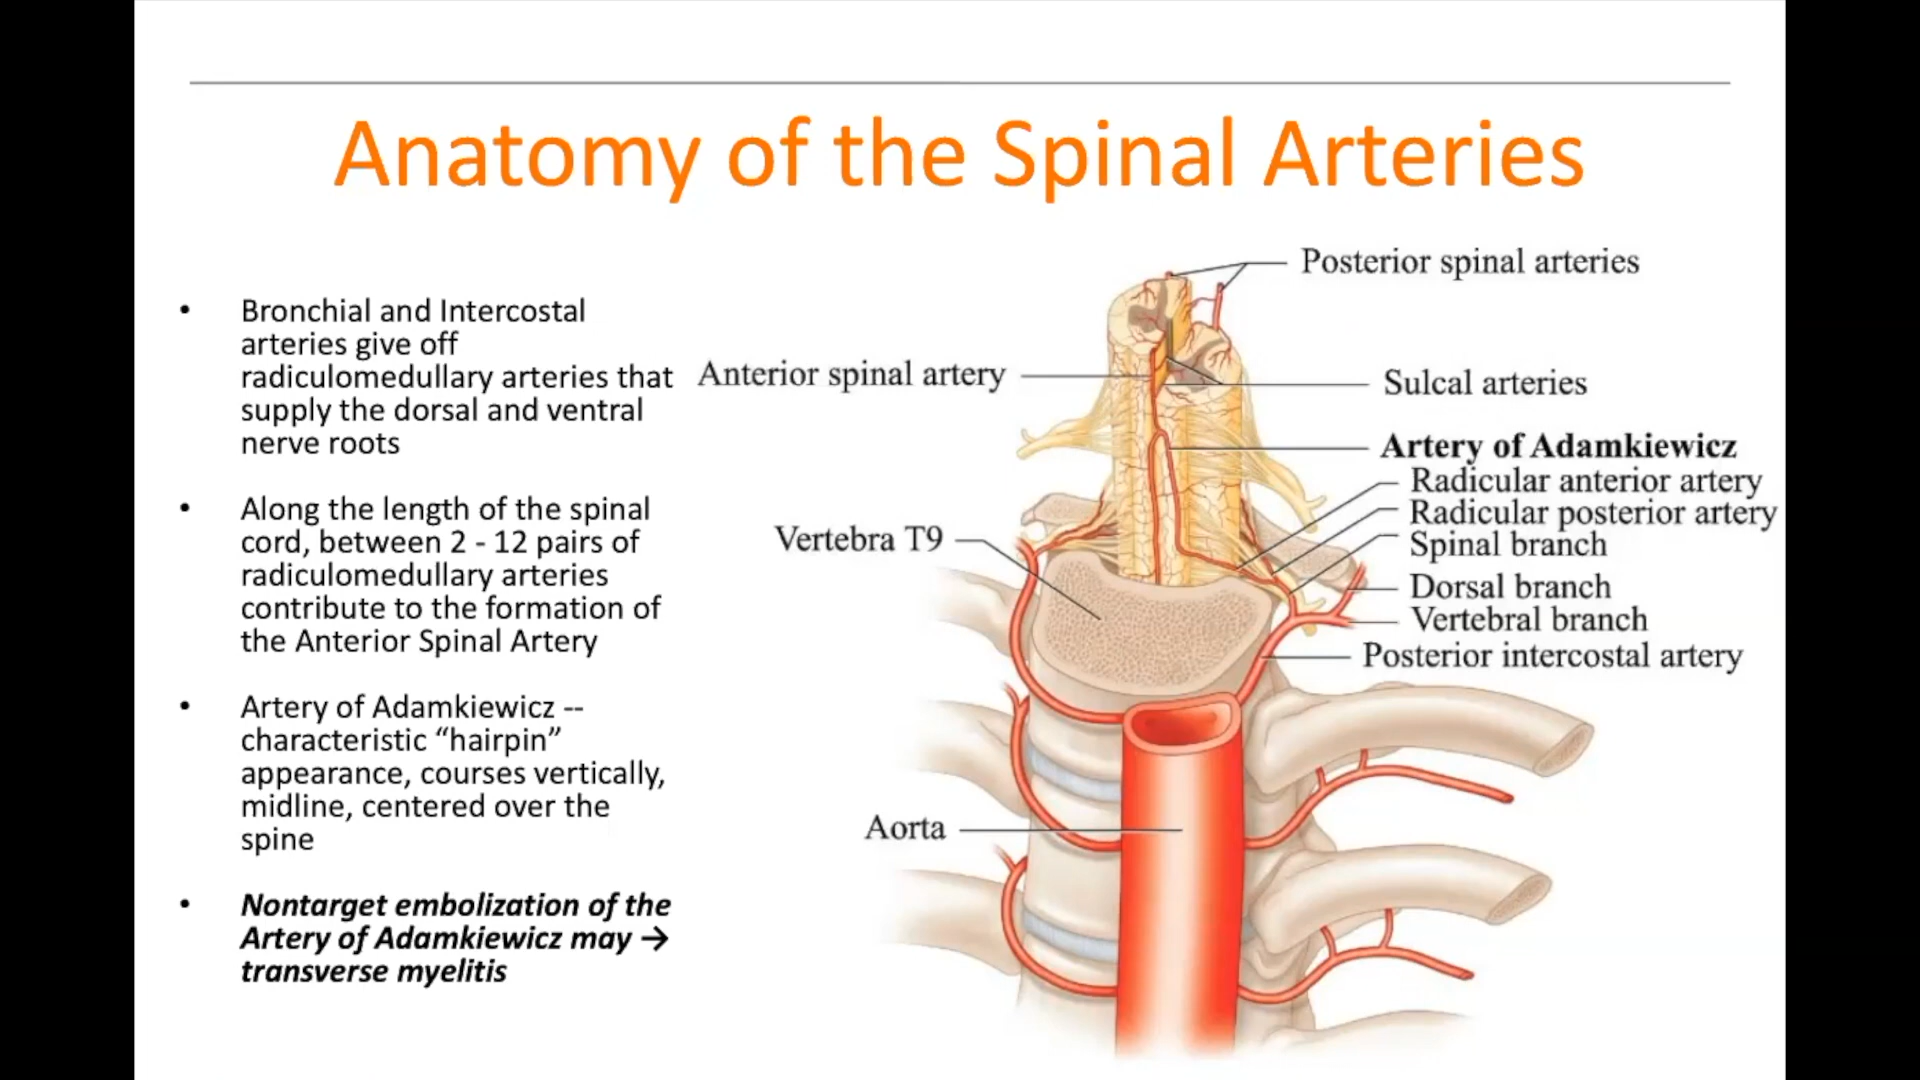 Anatomy of the Spinal Arteries
• Bronchial and Intercostal
arteries give off
radiculomedullary arteries that
supply the dorsal and ventral
nerve roots
• Along the length of the spinal
cord, between 2 - 12 pairs of
radiculomedullary arteries
contribute to the formation of
the Anterior Spinal Artery
• Artery of Adamkiewicz --
characteristic “hairpin”
appearance, courses vertically,
midline, centered over the
spine
• Nontarget embolization of the
Artery of Adamkiewicz may →
transverse myelitis
Posterior spinal arteries
Anterior spinal artery
Sulcal arteries
Artery of Adamkiewicz
Radicular anterior artery
Radicular posterior artery
Vertebra T9
Spinal branch
Dorsal branch
Vertebral branch
Posterior intercostal artery
Aorta